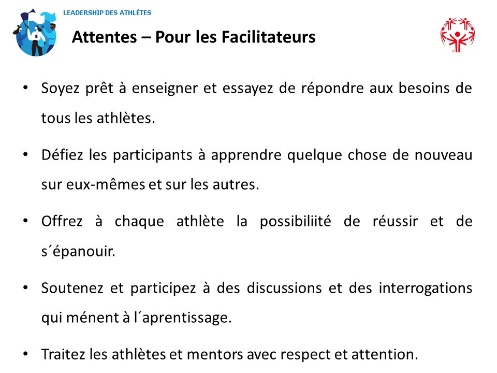 LEADERSHIP DES ATHLÈTES
Attentes – Pour les Facilitateurs
• Soyez prêt à enseigner et essayez de répondre aux besoins de
tous les athlètes.
• Défiez les participants à apprendre quelque chose de nouveau
sur eux-mêmes et sur les autres.
• Offrez à chaque athlète la possibiliité de réussir et de
s´épanouir.
• Soutenez et participez à des discussions et des interrogations
qui ménent à l´aprentissage.
• Traitez les athlètes et mentors avec respect et attention.